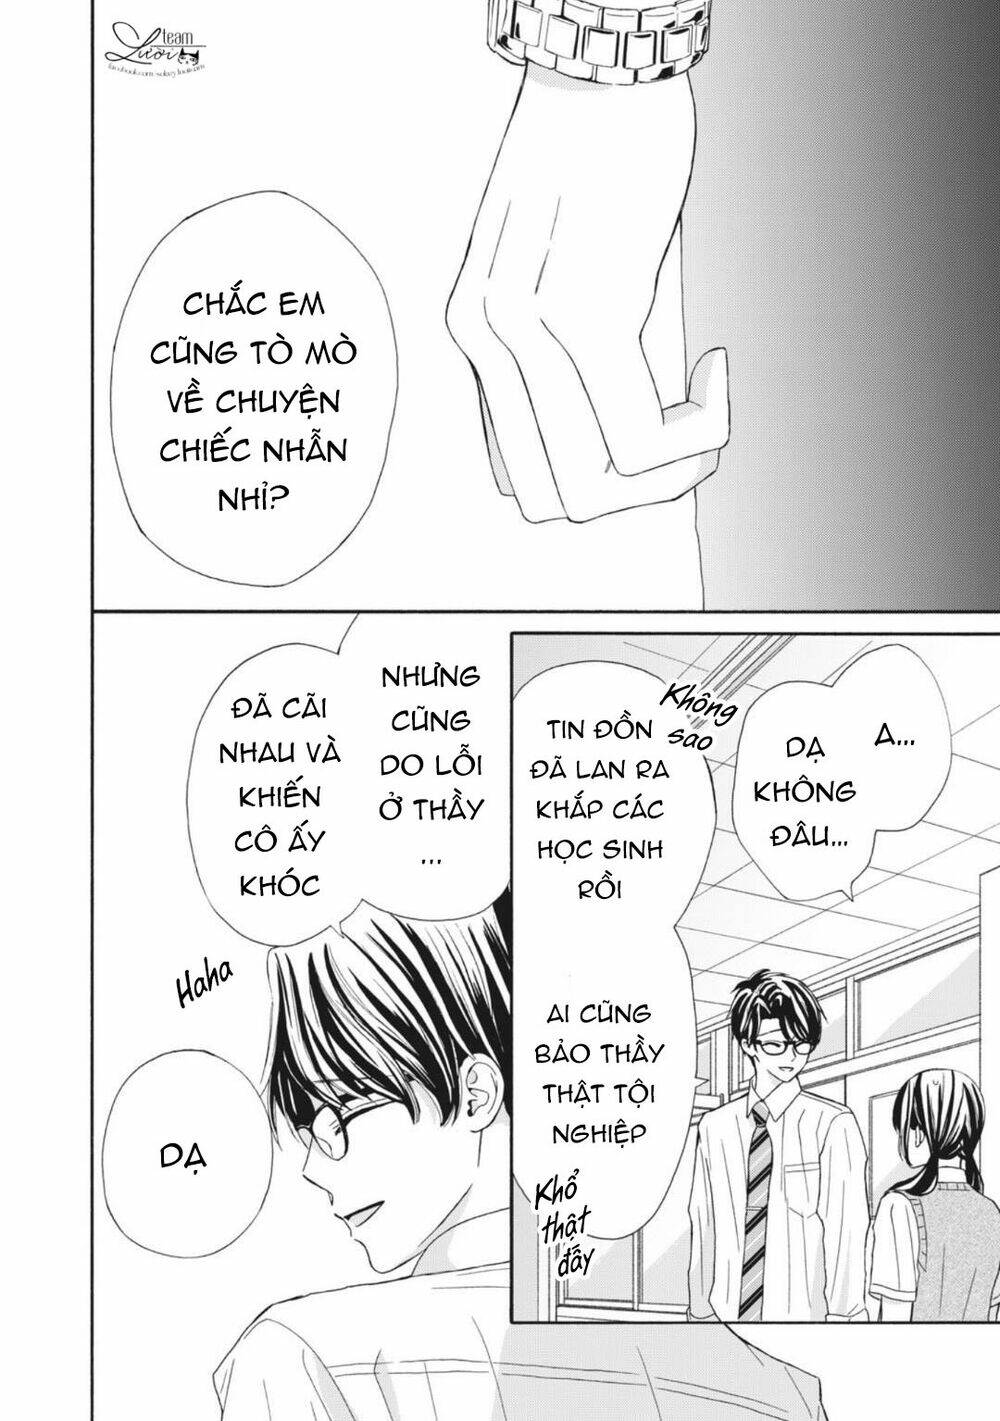 team
Lười
CHẮC EM
CŨNG TÒ MÒ
VỀ CHUYỆN
CHIẾC NHẪN
NHỈ?
A...
DẠ
KHÔNG
ĐÂU...
Không
sao
TIN ĐỒN
ĐÃ LAN RA
KHẮP CÁC
HỌC SINH
RỒI
AI CŨNG
BẢO THẦY
THẬT TỘI
NGHIỆP
Khổ
thật
đấy
NHƯNG
CŨNG
DO LỖI
Ở THẦY
...
ĐÃ CÃI
NHAU VÀ
KHIẾN
CÔ ẤY
KHÓC
Haha
DẠ